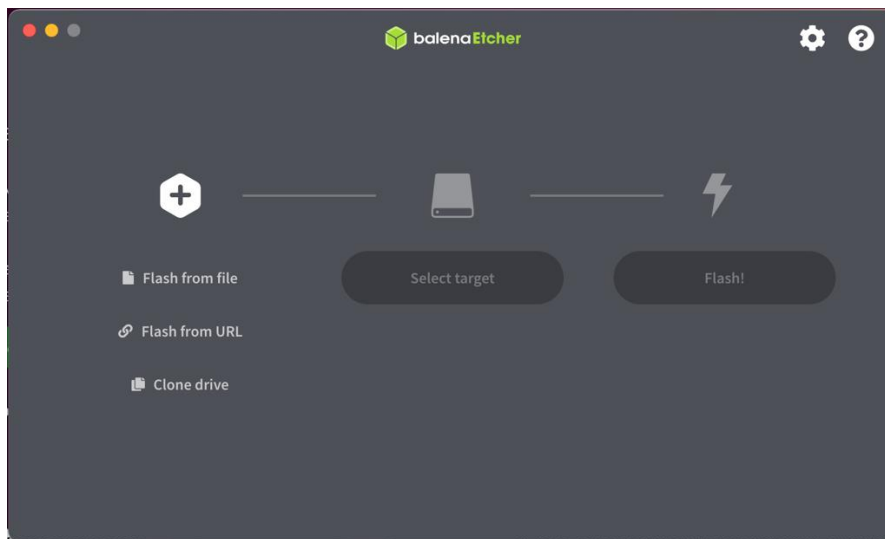 balenaEtcher
Flash from file
Select target
Flash!
Flash from URL
Clone drive